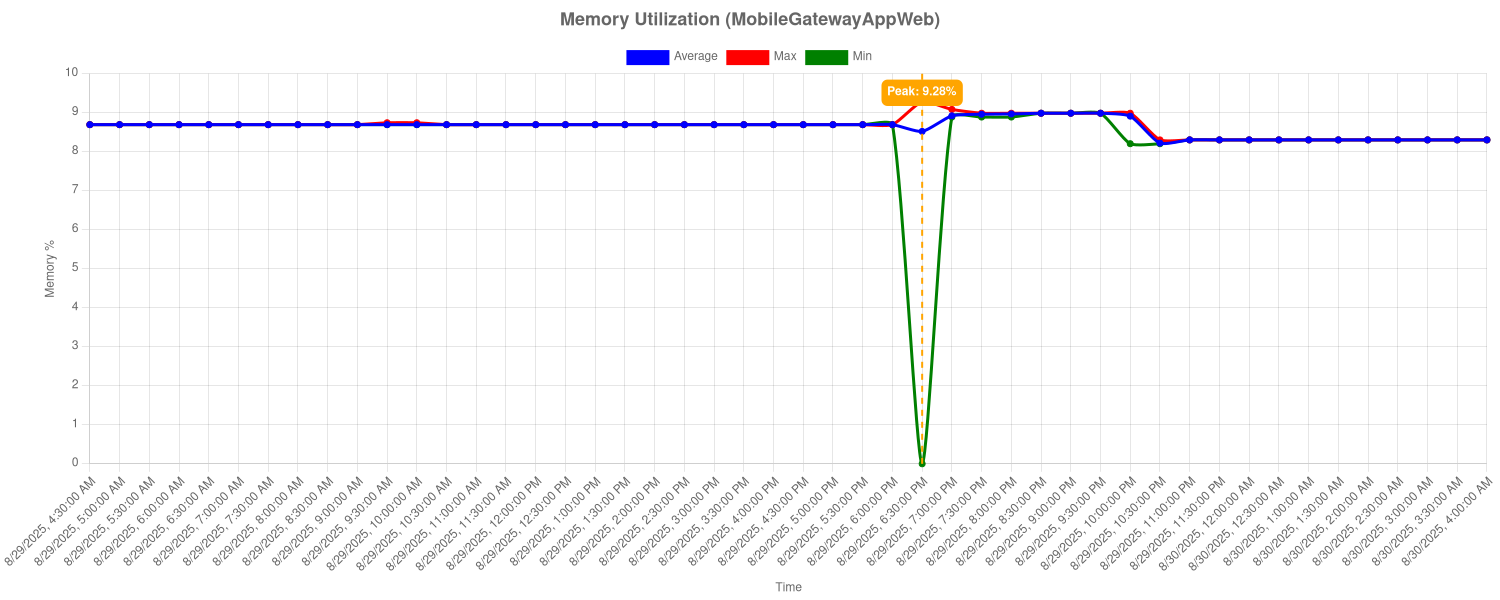 Memory Utilization (MobileGatewayAppWeb)
Average Max Min
Peak: 9.28%
10
9
8
7
6
5
4
3
2
1
0
Memory %
8/29/2025, 4:30:00 AM
8/29/2025, 5:00:00 AM
8/29/2025, 5:30:00 AM
8/29/2025, 6:00:00 AM
8/29/2025, 6:30:00 AM
8/29/2025, 7:00:00 AM
8/29/2025, 7:30:00 AM
8/29/2025, 8:00:00 AM
8/29/2025, 8:30:00 AM
8/29/2025, 9:00:00 AM
8/29/2025, 9:30:00 AM
8/29/2025, 10:00:00 AM
8/29/2025, 10:30:00 AM
8/29/2025, 11:00:00 AM
8/29/2025, 11:30:00 AM
8/29/2025, 12:00:00 PM
8/29/2025, 12:30:00 PM
8/29/2025, 1:00:00 PM
8/29/2025, 1:30:00 PM
8/29/2025, 2:00:00 PM
8/29/2025, 2:30:00 PM
8/29/2025, 3:00:00 PM
8/29/2025, 3:30:00 PM
8/29/2025, 4:00:00 PM
8/29/2025, 4:30:00 PM
8/29/2025, 5:00:00 PM
8/29/2025, 5:30:00 PM
8/29/2025, 6:00:00 PM
8/29/2025, 6:30:00 PM
8/29/2025, 7:00:00 PM
8/29/2025, 7:30:00 PM
8/29/2025, 8:00:00 PM
8/29/2025, 8:30:00 PM
8/29/2025, 9:00:00 PM
8/29/2025, 9:30:00 PM
8/29/2025, 10:00:00 PM
8/29/2025, 10:30:00 PM
8/29/2025, 11:00:00 PM
8/29/2025, 11:30:00 PM
8/30/2025, 12:00:00 AM
8/30/2025, 12:30:00 AM
8/30/2025, 1:00:00 AM
8/30/2025, 1:30:00 AM
8/30/2025, 2:00:00 AM
8/30/2025, 2:30:00 AM
8/30/2025, 3:00:00 AM
8/30/2025, 3:30:00 AM
8/30/2025, 4:00:00 AM
Time